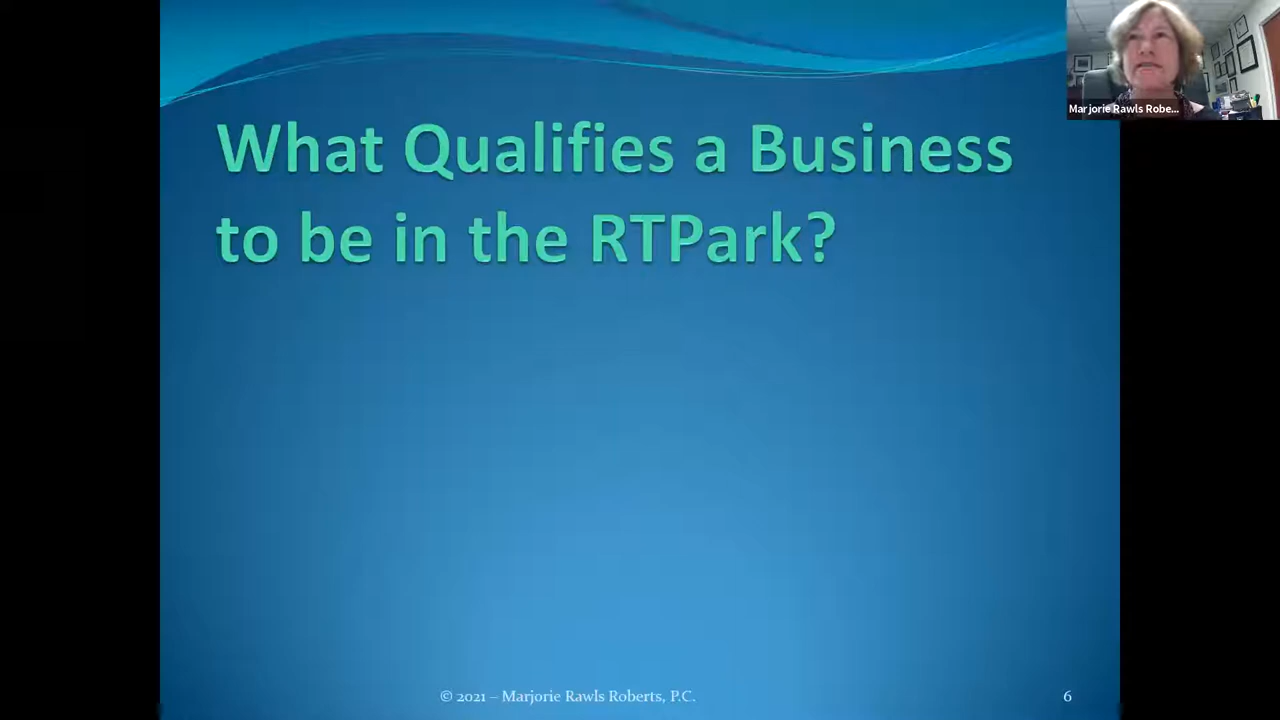 Marjorie Rawls Robe...
What Qualifies a Business
to be in the RTPark?
© 2021 – Marjorie Rawls Roberts, P.C.
6